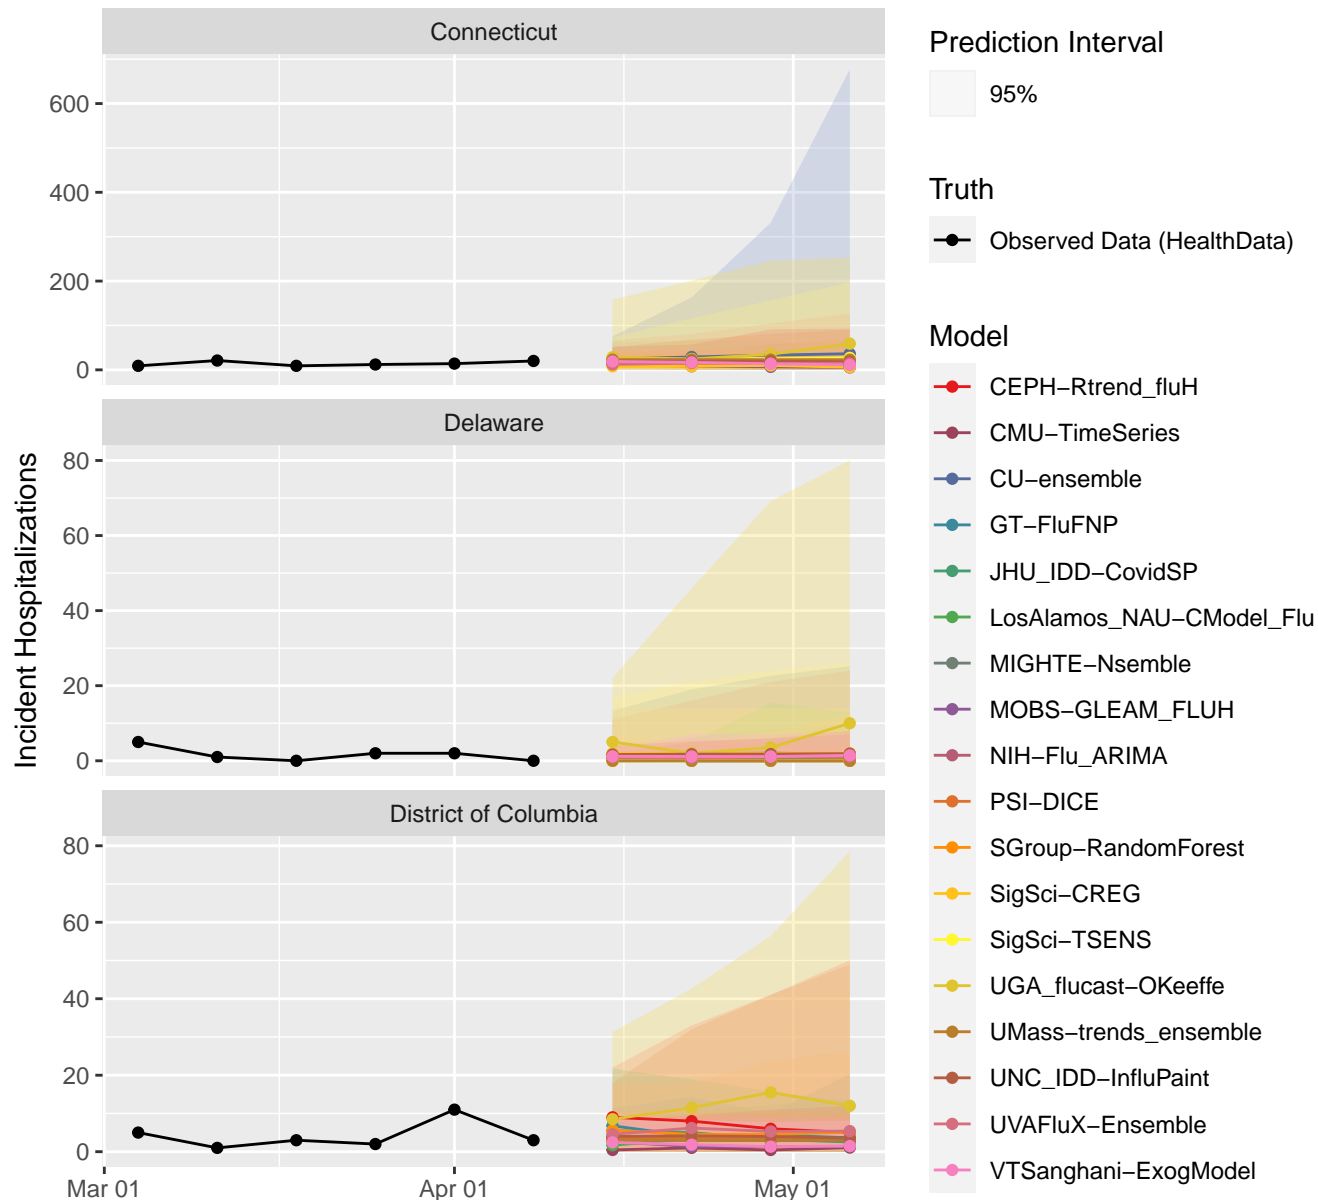 Connecticut
600
400
200
0
Delaware
80
60
40
20
0
District of Columbia
80
60
40
20
0
Mar 01
Apr 01
May 01
Incident Hospitalizations
Prediction Interval
95%
Truth
Observed Data (HealthData)
Model
CEPH−Rtrend_fluH
CMU−TimeSeries
CU−ensemble
GT−FluFNP
JHU_IDD−CovidSP
LosAlamos_NAU−CModel_Flu
MIGHTE−Nsemble
MOBS−GLEAM_FLUH
NIH−Flu_ARIMA
PSI−DICE
SGroup−RandomForest
SigSci−CREG
SigSci−TSENS
UGA_flucast−OKeeffe
UMass−trends_ensemble
UNC_IDD−InfluPaint
UVAFluX−Ensemble
VTSanghani−ExogModel